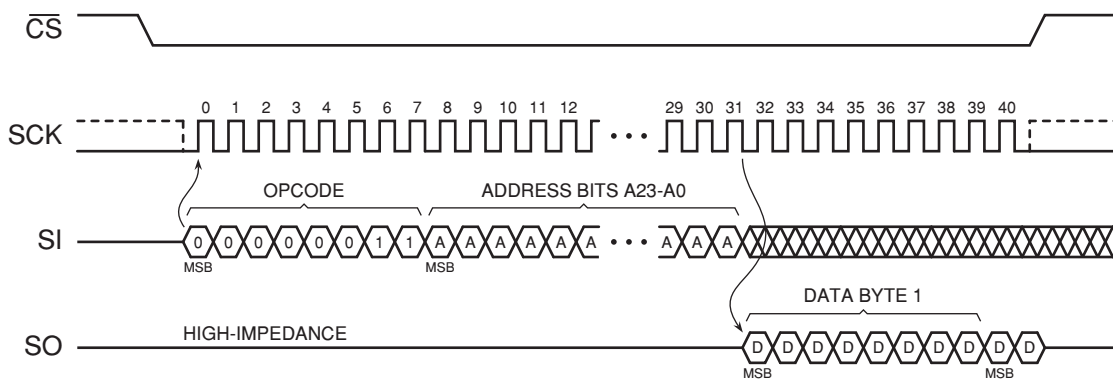 CS
0 1 2 3 4 5 6 7 8 9 10 11 12 29 30 31 32 33 34 35 36 37 38 39 40
SCK
OPCODE ADDRESS BITS A23-A0
SI 0 0 0 0 0 0 1 1 A A A A A A A A A
MSB MSB
DATA BYTE 1
HIGH-IMPEDANCE
SO D D D D D D D D D D
MSB MSB